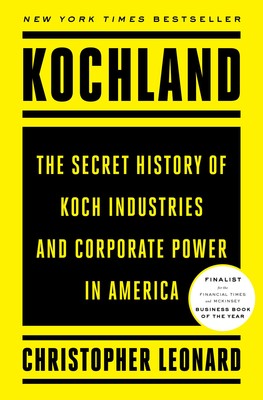 NEW YORK TIMES BESTSELLER
KOCHLAND
THE SECRET HISTORY OF
KOCH INDUSTRIES
AND CORPORATE POWER
IN AMERICA
FINALIST
for the
FINANCIAL TIMES
and MCKINSEY
BUSINESS BOOK
OF THE YEAR
CHRISTOPHER LEONARD